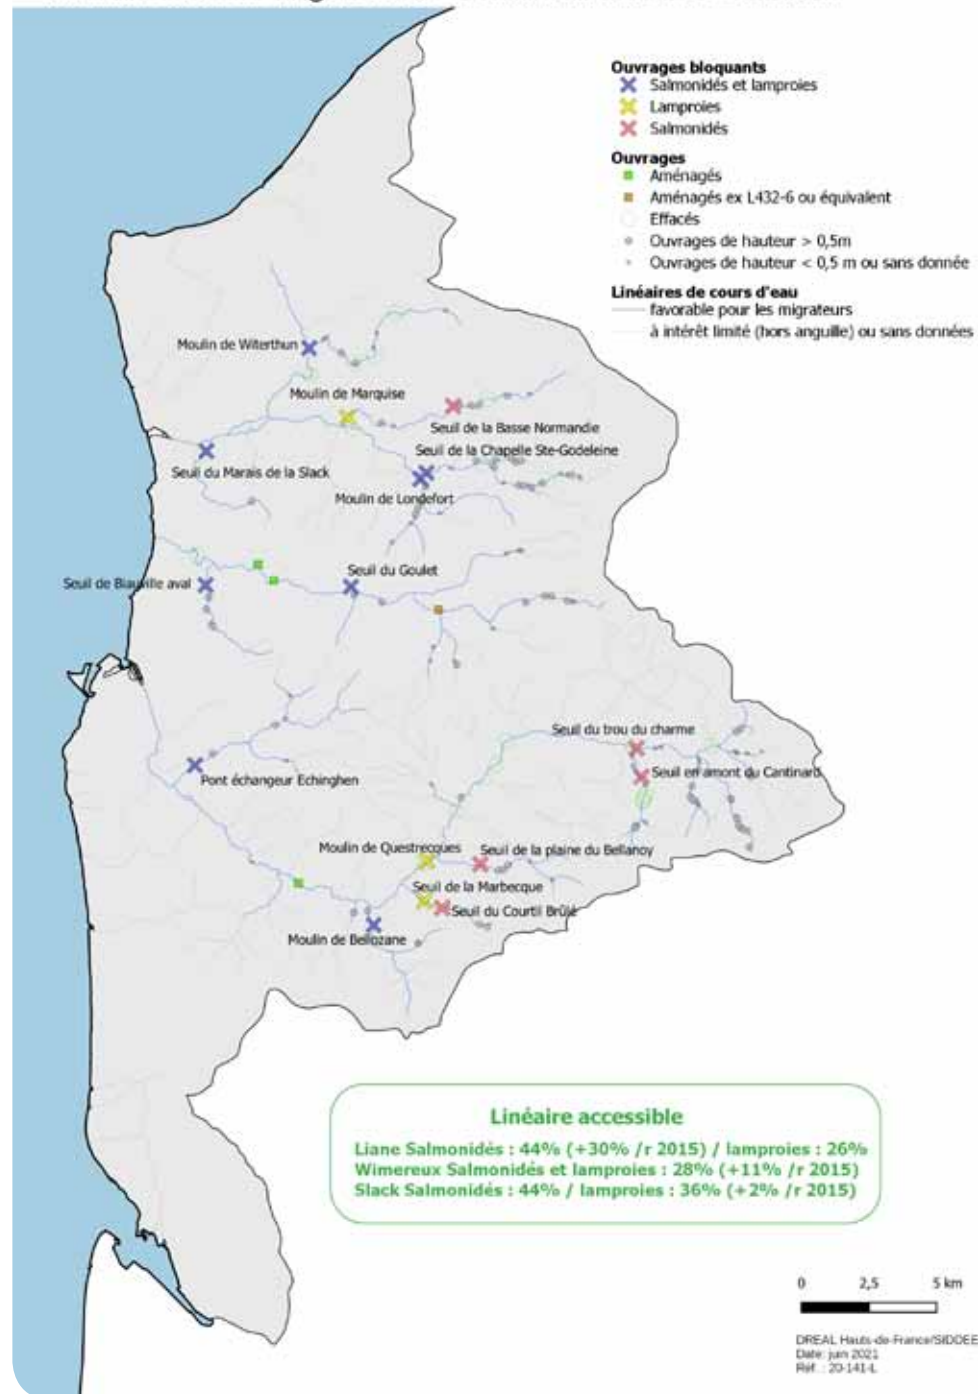 Ouvrages bloquants
Salmonidés et lamproies
Lamproies
Salmonidés
Ouvrages
Aménagés
Aménagés ex L432-6 ou équivalent
Effacés
Ouvrages de hauteur > 0,5m
Ouvrages de hauteur < 0,5 m ou sans donnée
Linéaires de cours d'eau
favorable pour les migrateurs
à intérêt limité (hors anguille) ou sans données
Moulin de Witerthun
Moulin de Marquise
Seuil de la Basse Normandie
Seuil de la Chapelle Ste-Godeleine
Seuil du Marais de la Slack
Moulin de Londefort
Seuil du Goulet
Seuil de Biauville aval
Seuil du trou du charme
Seuil en amont du Cantinard
Pont échangeur Echinghen
Moulin de Questrecques
Seuil de la plaine du Bellanoy
Seuil de la Marbecque
Seuil du Courtil Brûlé
Moulin de Bellozane
Linéaire accessible
Liane Salmonidés : 44% (+30% /r 2015) / lamproies : 26%
Wimereux Salmonidés et lamproies : 28% (+11% /r 2015)
Slack Salmonidés : 44% / lamproies : 36% (+2% /r 2015)
0 2,5 5 km
DREAL Hauts-de-France/SIDDEE
Date: juin 2021
Réf. : 20-141-L